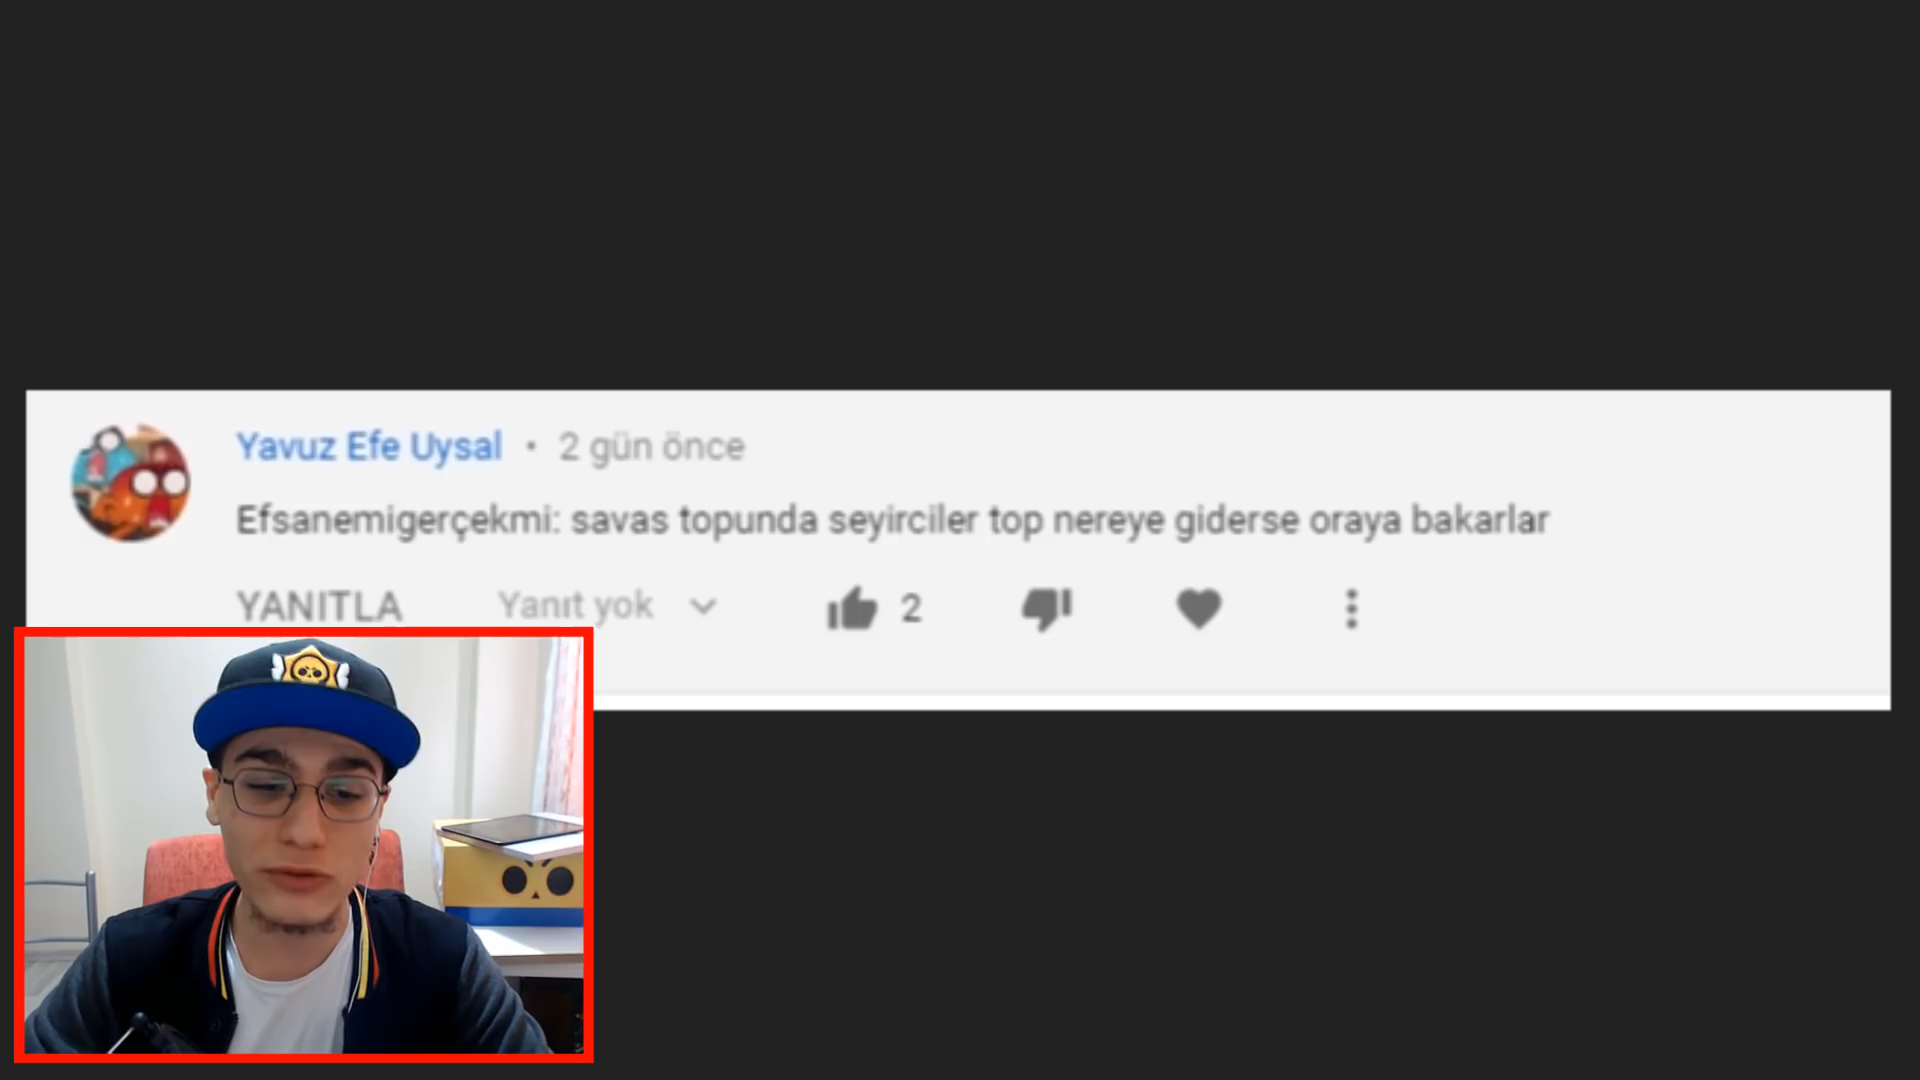 Yavuz Efe Uysal • 2 gün önce
Efsanemigerçekmi: savas topunda seyirciler top nereye giderse oraya bakarlar
YANITLA Yanıt yok 2